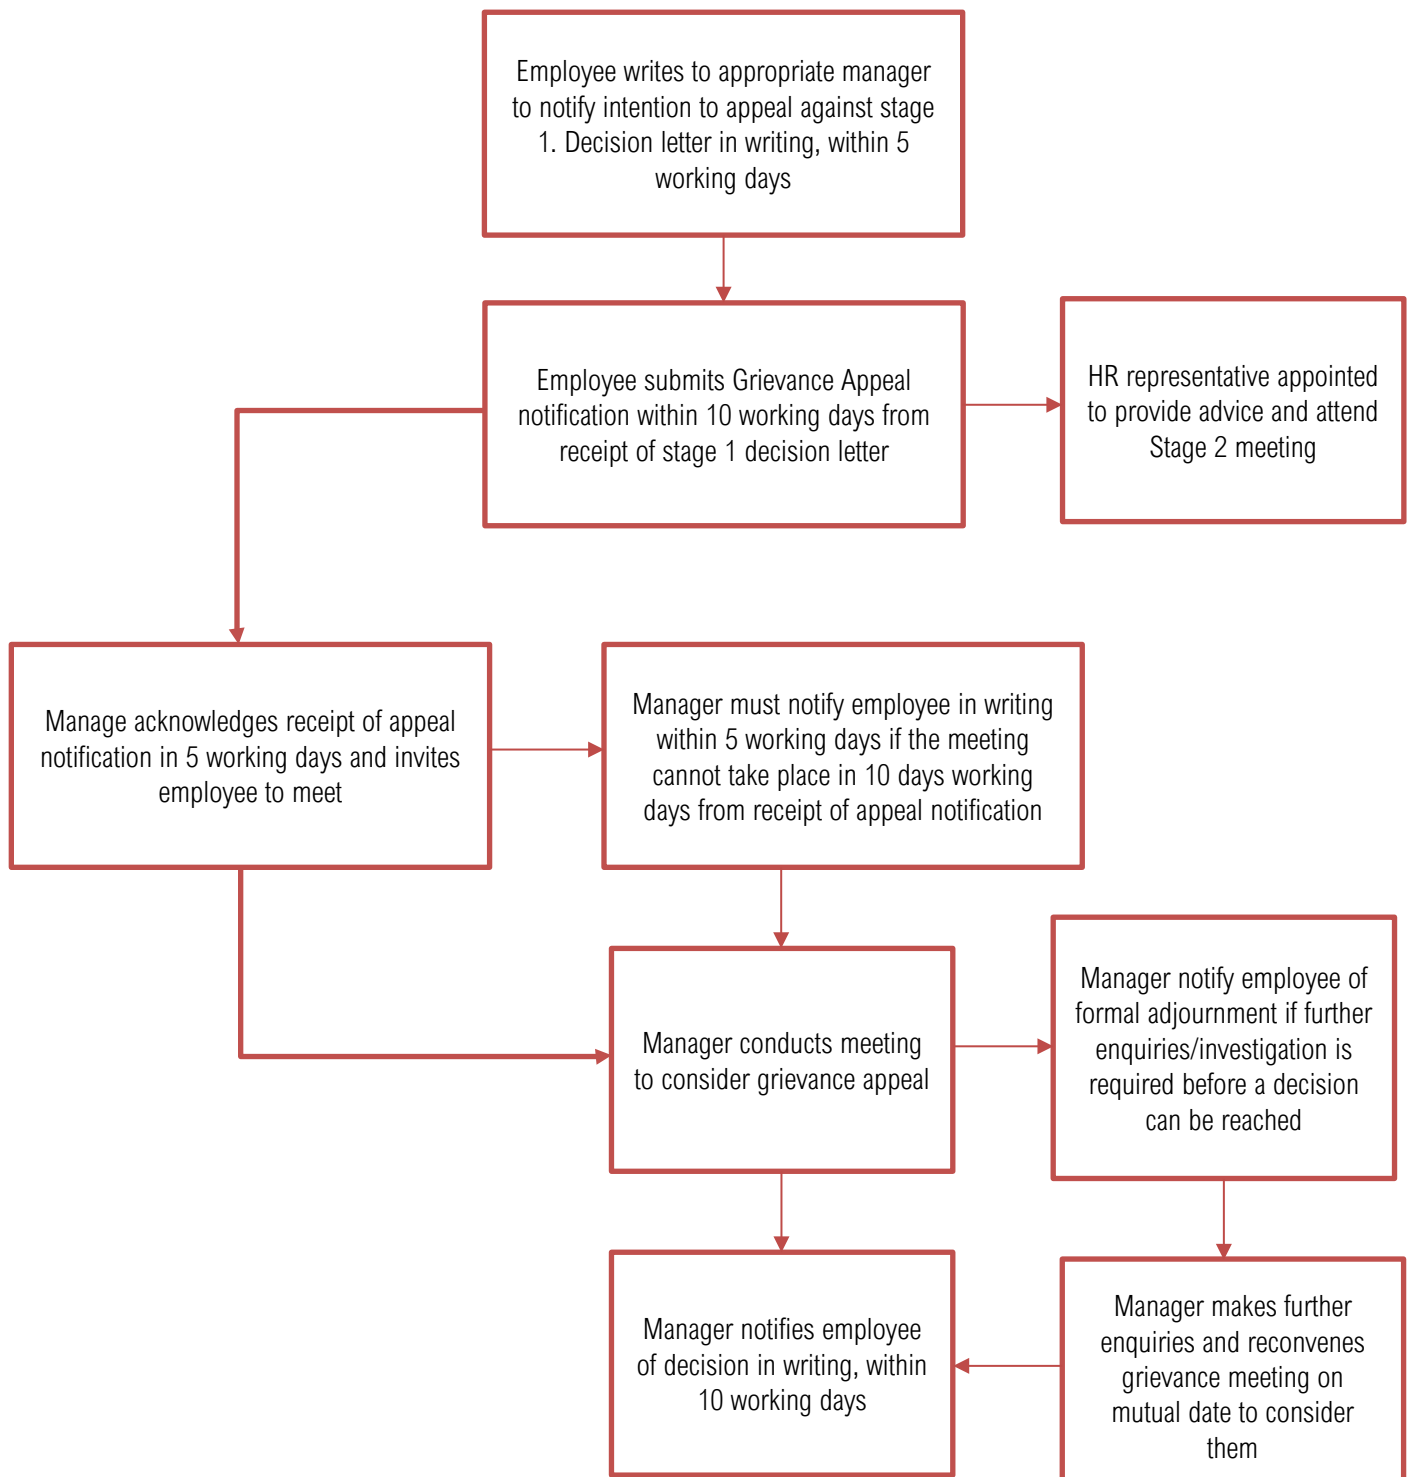 Employee writes to appropriate manager
to notify intention to appeal against stage
1. Decision letter in writing, within 5
working days
Employee submits Grievance Appeal
notification within 10 working days from
receipt of stage 1 decision letter
HR representative appointed
to provide advice and attend
Stage 2 meeting
Manage acknowledges receipt of appeal
notification in 5 working days and invites
employee to meet
Manager must notify employee in writing
within 5 working days if the meeting
cannot take place in 10 days working
days from receipt of appeal notification
Manager conducts meeting
to consider grievance appeal
Manager notify employee of
formal adjournment if further
enquiries/investigation is
required before a decision
can be reached
Manager notifies employee
of decision in writing, within
10 working days
Manager makes further
enquiries and reconvenes
grievance meeting on
mutual date to consider
them